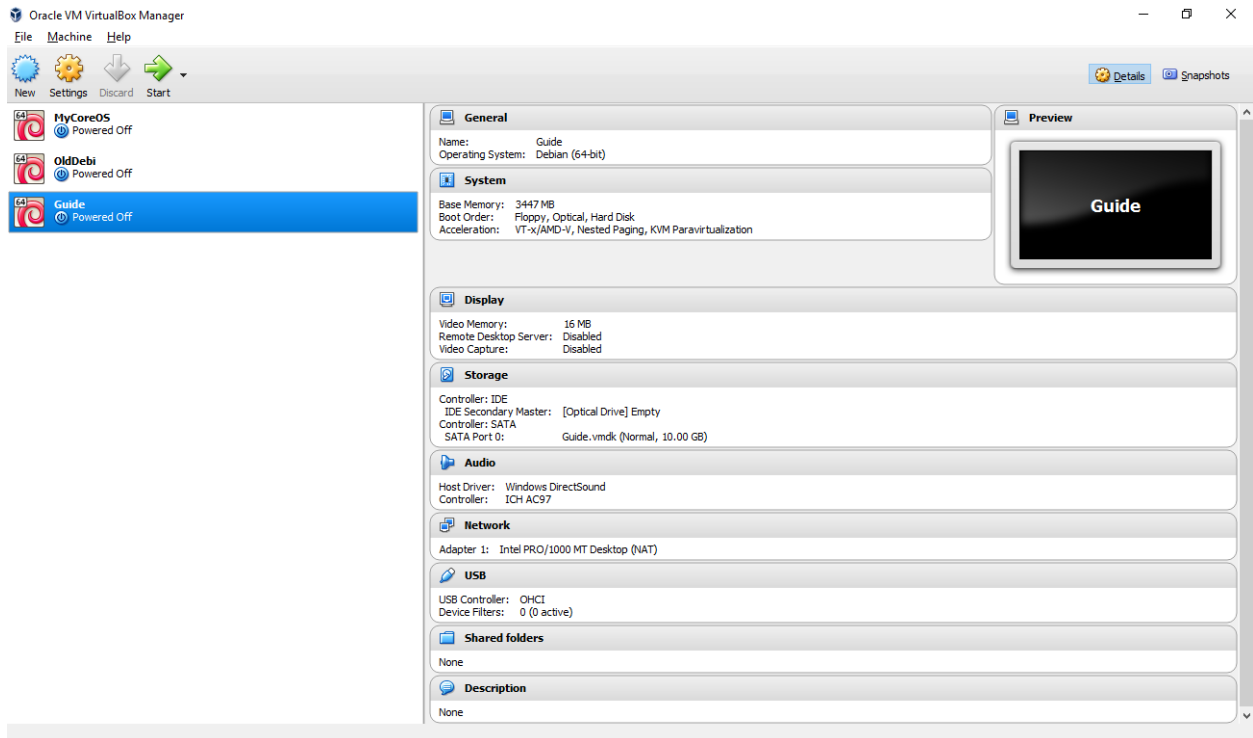 Oracle VM VirtualBox Manager
File Machine Help
New Settings Discard Start
Details Snapshots
64 MyCoreOS
Powered Off
64 OldDebi
Powered Off
64 Guide
Powered Off
General
Name: Guide
Operating System: Debian (64-bit)
System
Base Memory: 3447 MB
Boot Order: Floppy, Optical, Hard Disk
Acceleration: VT-x/AMD-V, Nested Paging, KVM Paravirtualization
Preview
Guide
Display
Video Memory: 16 MB
Remote Desktop Server: Disabled
Video Capture: Disabled
Storage
Controller: IDE
IDE Secondary Master: [Optical Drive] Empty
Controller: SATA
SATA Port 0: Guide.vmdk (Normal, 10.00 GB)
Audio
Host Driver: Windows DirectSound
Controller: ICH AC97
Network
Adapter 1: Intel PRO/1000 MT Desktop (NAT)
USB
USB Controller: OHCI
Device Filters: 0 (0 active)
Shared folders
None
Description
None